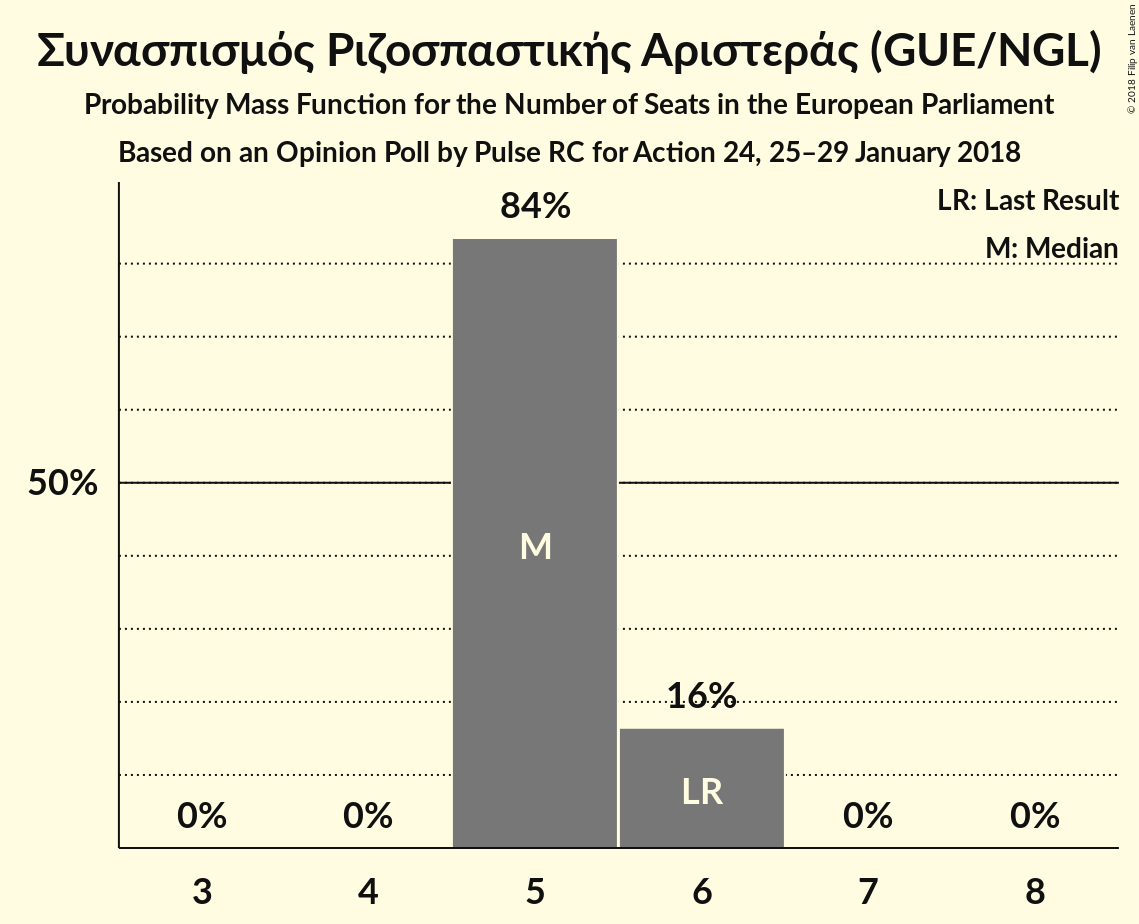 Συνασπισμός Ριζοσπαστικής Αριστεράς (GUE/NGL)
Probability Mass Function for the Number of Seats in the European Parliament
Based on an Opinion Poll by Pulse RC for Action 24, 25–29 January 2018
© 2018 Filip van Laenen
LR: Last Result
M: Median
84%
50%
M
16%
LR
0%
0%
0%
0%
3
4
5
6
7
8